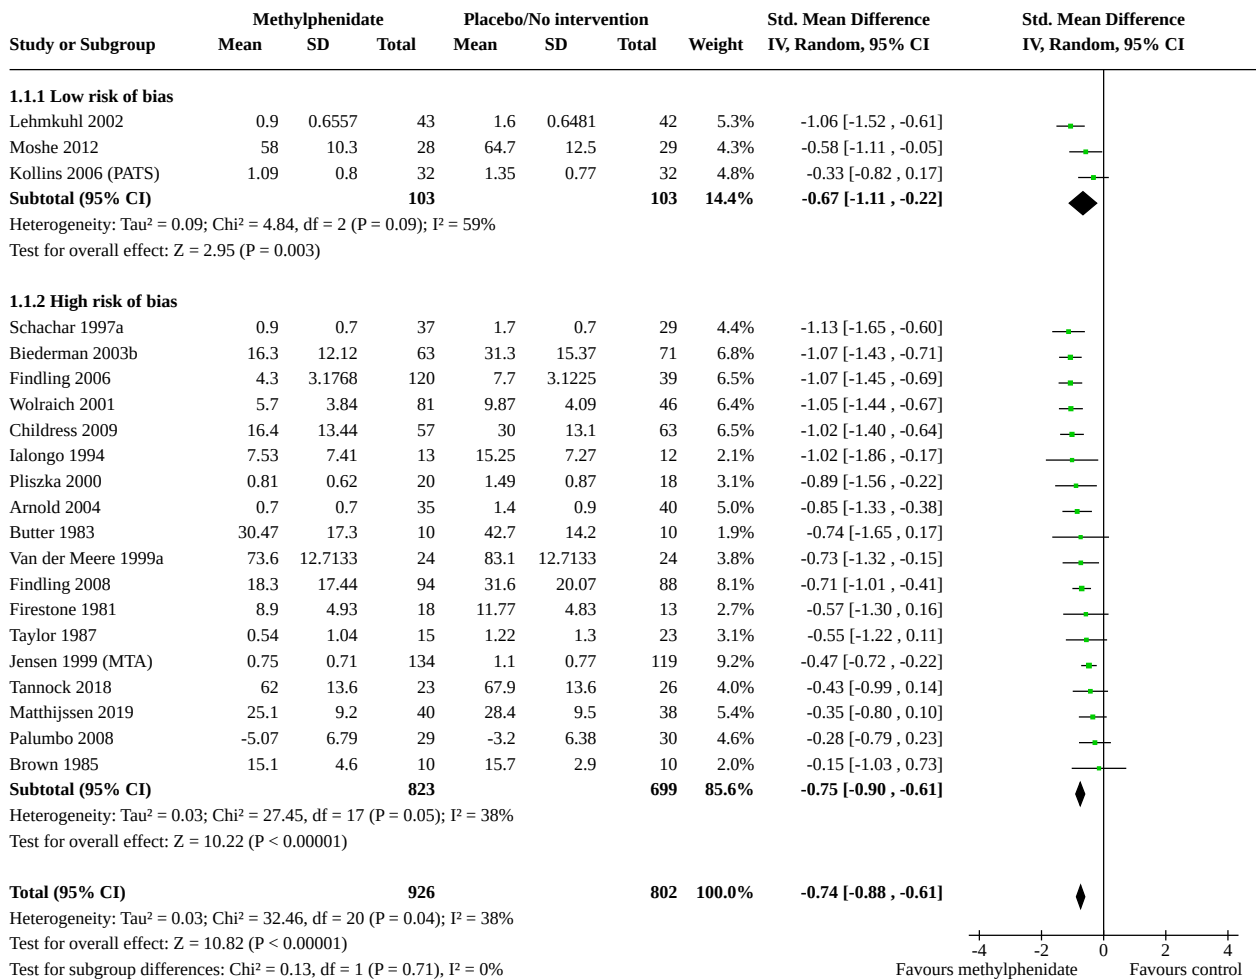 Methylphenidate Placebo/No intervention Std. Mean Difference Std. Mean Difference
Study or Subgroup Mean SD Total Mean SD Total Weight IV, Random, 95% CI IV, Random, 95% CI
1.1.1 Low risk of bias
Lehmkuhl 2002 0.9 0.6557 43 1.6 0.6481 42 5.3% -1.06 [-1.52 , -0.61]
Moshe 2012 58 10.3 28 64.7 12.5 29 4.3% -0.58 [-1.11 , -0.05]
Kollins 2006 (PATS) 1.09 0.8 32 1.35 0.77 32 4.8% -0.33 [-0.82 , 0.17]
Subtotal (95% CI) 103 103 14.4% -0.67 [-1.11 , -0.22]
Heterogeneity: Tau² = 0.09; Chi² = 4.84, df = 2 (P = 0.09); I² = 59%
Test for overall effect: Z = 2.95 (P = 0.003)
1.1.2 High risk of bias
Schachar 1997a 0.9 0.7 37 1.7 0.7 29 4.4% -1.13 [-1.65 , -0.60]
Biederman 2003b 16.3 12.12 63 31.3 15.37 71 6.8% -1.07 [-1.43 , -0.71]
Findling 2006 4.3 3.1768 120 7.7 3.1225 39 6.5% -1.07 [-1.45 , -0.69]
Wolraich 2001 5.7 3.84 81 9.87 4.09 46 6.4% -1.05 [-1.44 , -0.67]
Childress 2009 16.4 13.44 57 30 13.1 63 6.5% -1.02 [-1.40 , -0.64]
Ialongo 1994 7.53 7.41 13 15.25 7.27 12 2.1% -1.02 [-1.86 , -0.17]
Pliszka 2000 0.81 0.62 20 1.49 0.87 18 3.1% -0.89 [-1.56 , -0.22]
Arnold 2004 0.7 0.7 35 1.4 0.9 40 5.0% -0.85 [-1.33 , -0.38]
Butter 1983 30.47 17.3 10 42.7 14.2 10 1.9% -0.74 [-1.65 , 0.17]
Van der Meere 1999a 73.6 12.7133 24 83.1 12.7133 24 3.8% -0.73 [-1.32 , -0.15]
Findling 2008 18.3 17.44 94 31.6 20.07 88 8.1% -0.71 [-1.01 , -0.41]
Firestone 1981 8.9 4.93 18 11.77 4.83 13 2.7% -0.57 [-1.30 , 0.16]
Taylor 1987 0.54 1.04 15 1.22 1.3 23 3.1% -0.55 [-1.22 , 0.11]
Jensen 1999 (MTA) 0.75 0.71 134 1.1 0.77 119 9.2% -0.47 [-0.72 , -0.22]
Tannock 2018 62 13.6 23 67.9 13.6 26 4.0% -0.43 [-0.99 , 0.14]
Matthijssen 2019 25.1 9.2 40 28.4 9.5 38 5.4% -0.35 [-0.80 , 0.10]
Palumbo 2008 -5.07 6.79 29 -3.2 6.38 30 4.6% -0.28 [-0.79 , 0.23]
Brown 1985 15.1 4.6 10 15.7 2.9 10 2.0% -0.15 [-1.03 , 0.73]
Subtotal (95% CI) 823 699 85.6% -0.75 [-0.90 , -0.61]
Heterogeneity: Tau² = 0.03; Chi² = 27.45, df = 17 (P = 0.05); I² = 38%
Test for overall effect: Z = 10.22 (P < 0.00001)
Total (95% CI) 926 802 100.0% -0.74 [-0.88 , -0.61]
Heterogeneity: Tau² = 0.03; Chi² = 32.46, df = 20 (P = 0.04); I² = 38%
Test for overall effect: Z = 10.82 (P < 0.00001)
-4 -2 0 2 4
Test for subgroup differences: Chi² = 0.13, df = 1 (P = 0.71), I² = 0% Favours methylphenidate Favours control